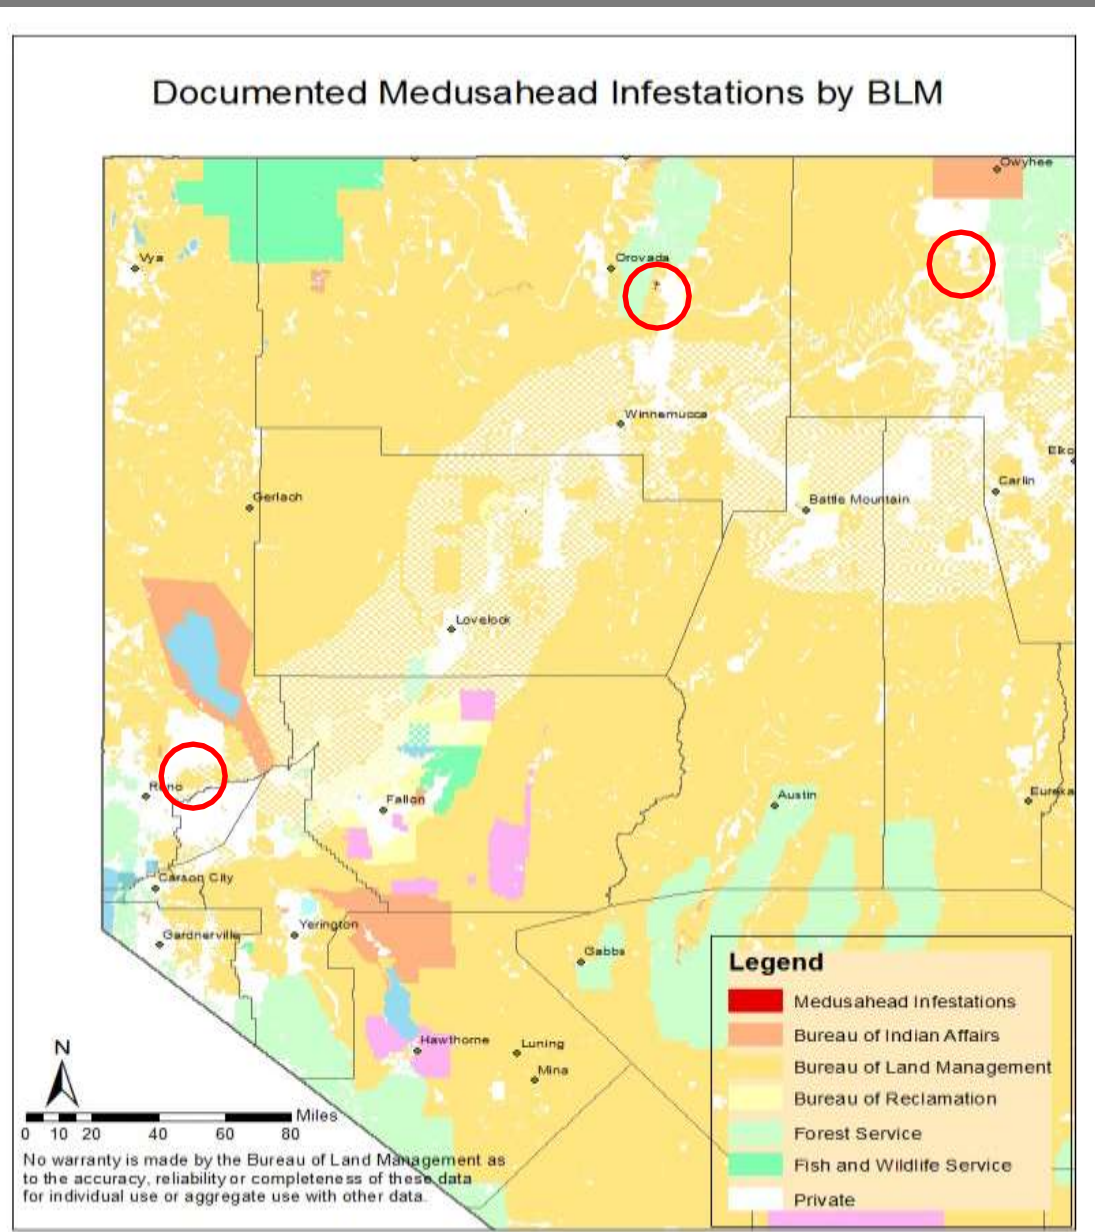 Documented Medusahead Infestations by BLM
Owyhee
Vya
Orovada
Winnemucca
Elko
Carlin
Gerlach
Battle Mountain
Lovelock
Reno
Fallon
Austin
Eureka
Carson City
Yerington
Gardnerville
Gabbs
Hawthorne
Luning
Mina
Legend
Medusahead Infestations
Bureau of Indian Affairs
Bureau of Land Management
Bureau of Reclamation
Forest Service
Fish and Wildlife Service
Private
N
Miles
0 10 20 40 60 80
No warranty is made by the Bureau of Land Management as
to the accuracy, reliability or completeness of these data
for individual use or aggregate use with other data.